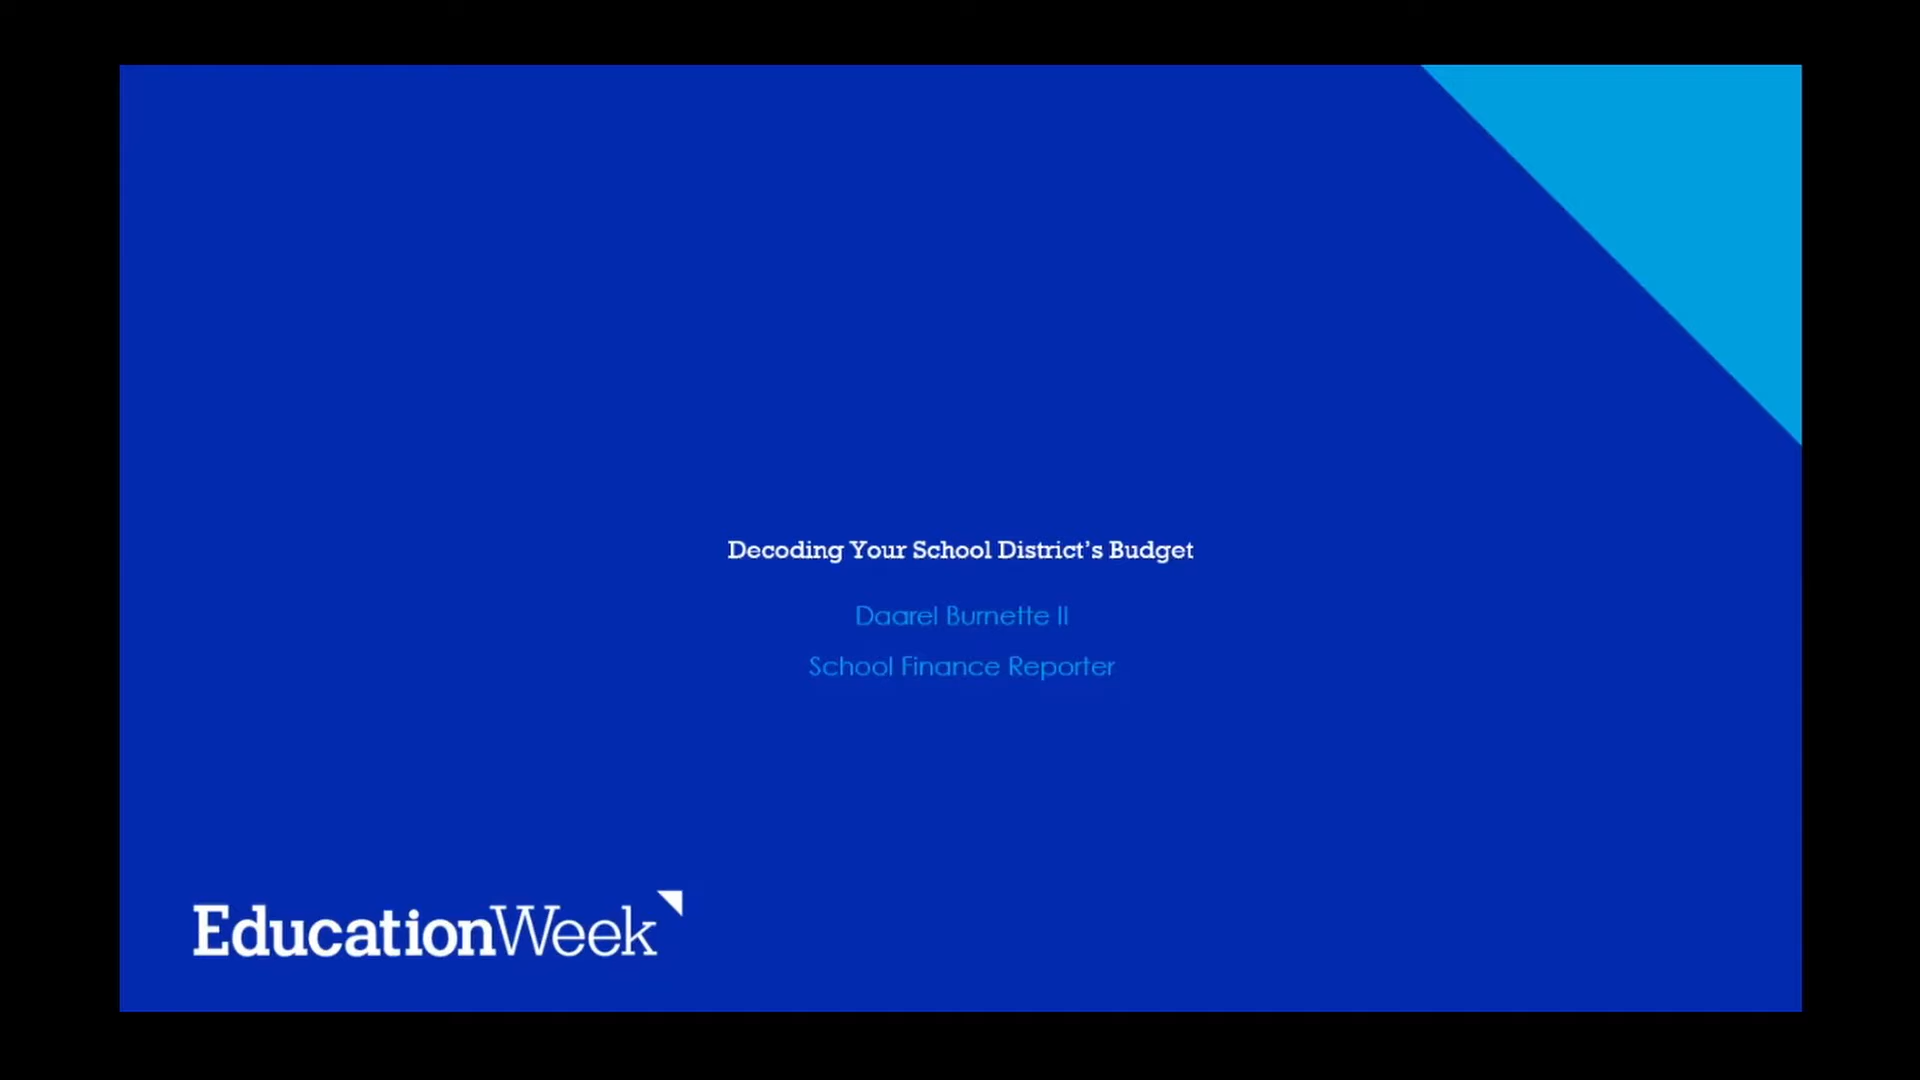 Decoding Your School District's Budget
Daarel Burnette II
School Finance Reporter
EducationWeek